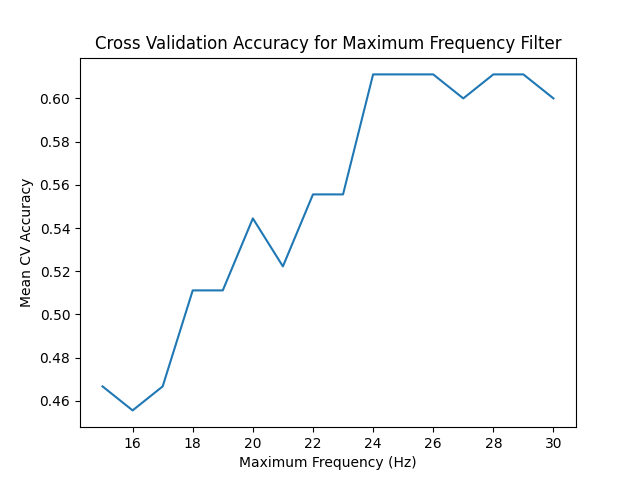 Cross Validation Accuracy for Maximum Frequency Filter
0.60
0.58
0.56
0.54
0.52
0.50
0.48
0.46
Mean CV Accuracy
16 18 20 22 24 26 28 30
Maximum Frequency (Hz)